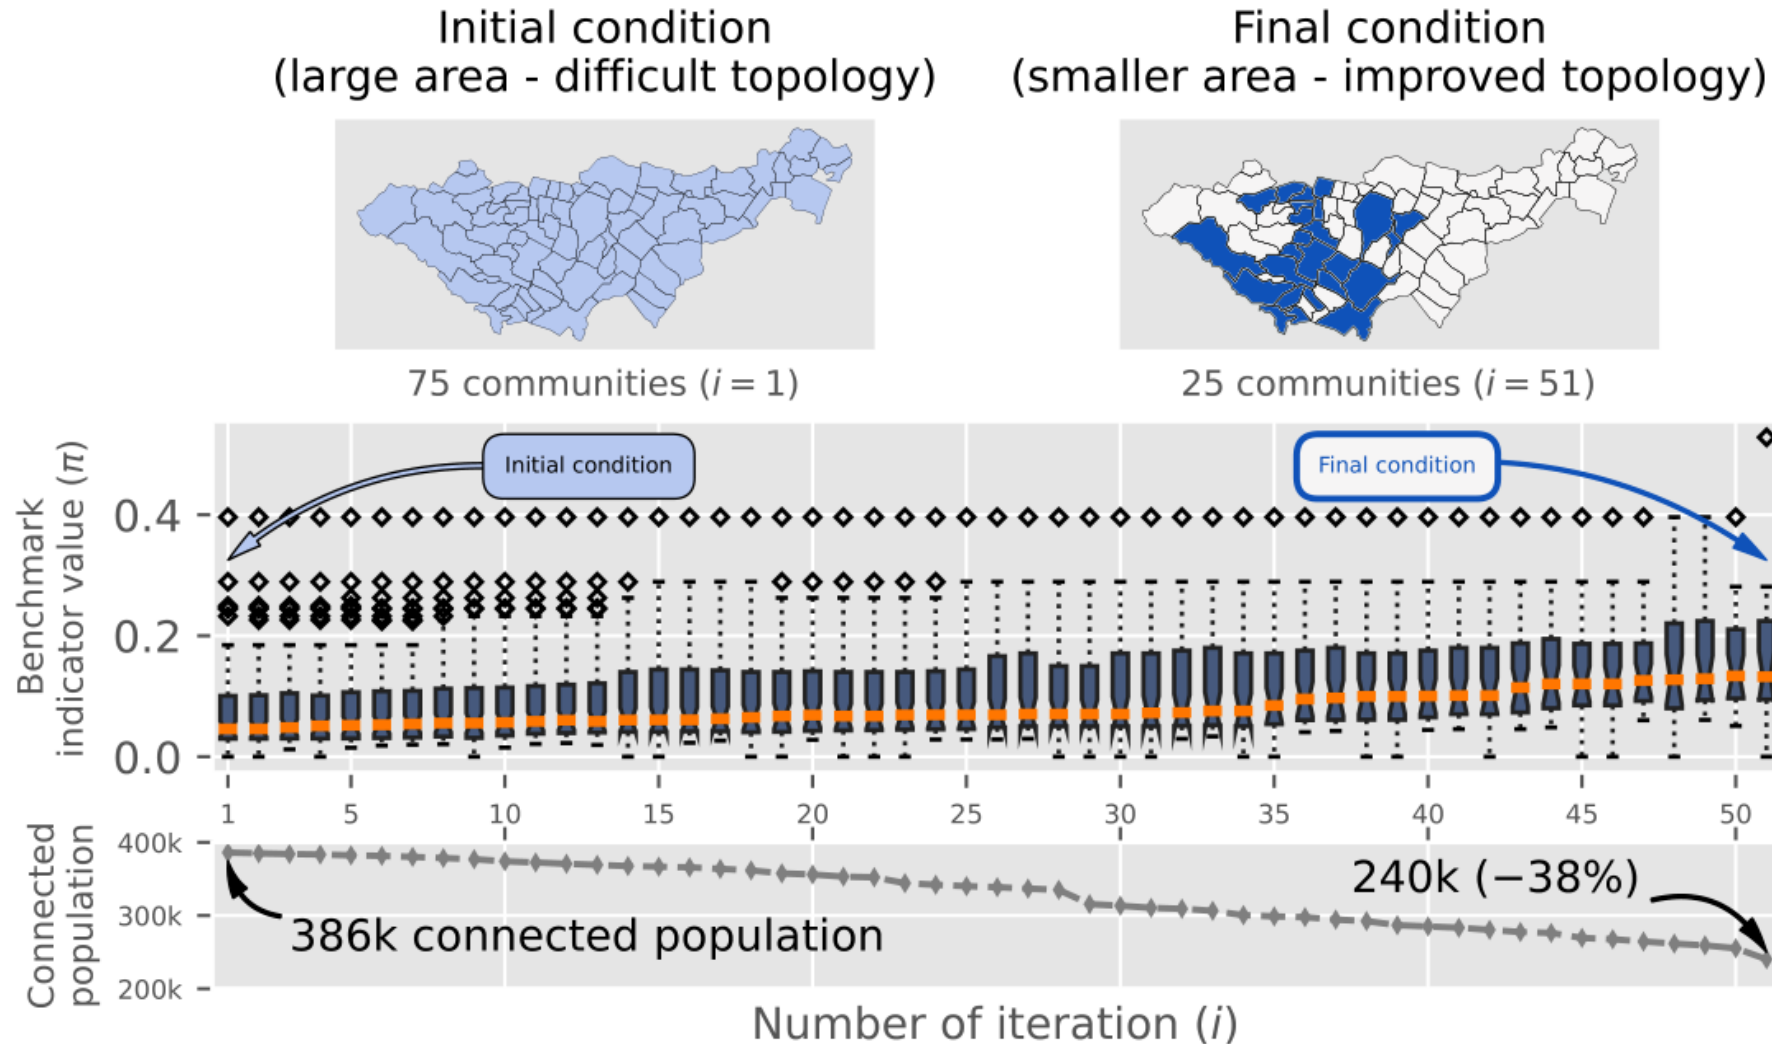 Initial condition
(large area - difficult topology)
Final condition
(smaller area - improved topology)
75 communities (i = 1)
25 communities (i = 51)
Benchmark
indicator value (π)
0.4
0.2
0.0
Initial condition
Final condition
1 5 10 15 20 25 30 35 40 45 50
Connected
population
400k
300k
200k
386k connected population
240k (−38%)
Number of iteration (i)